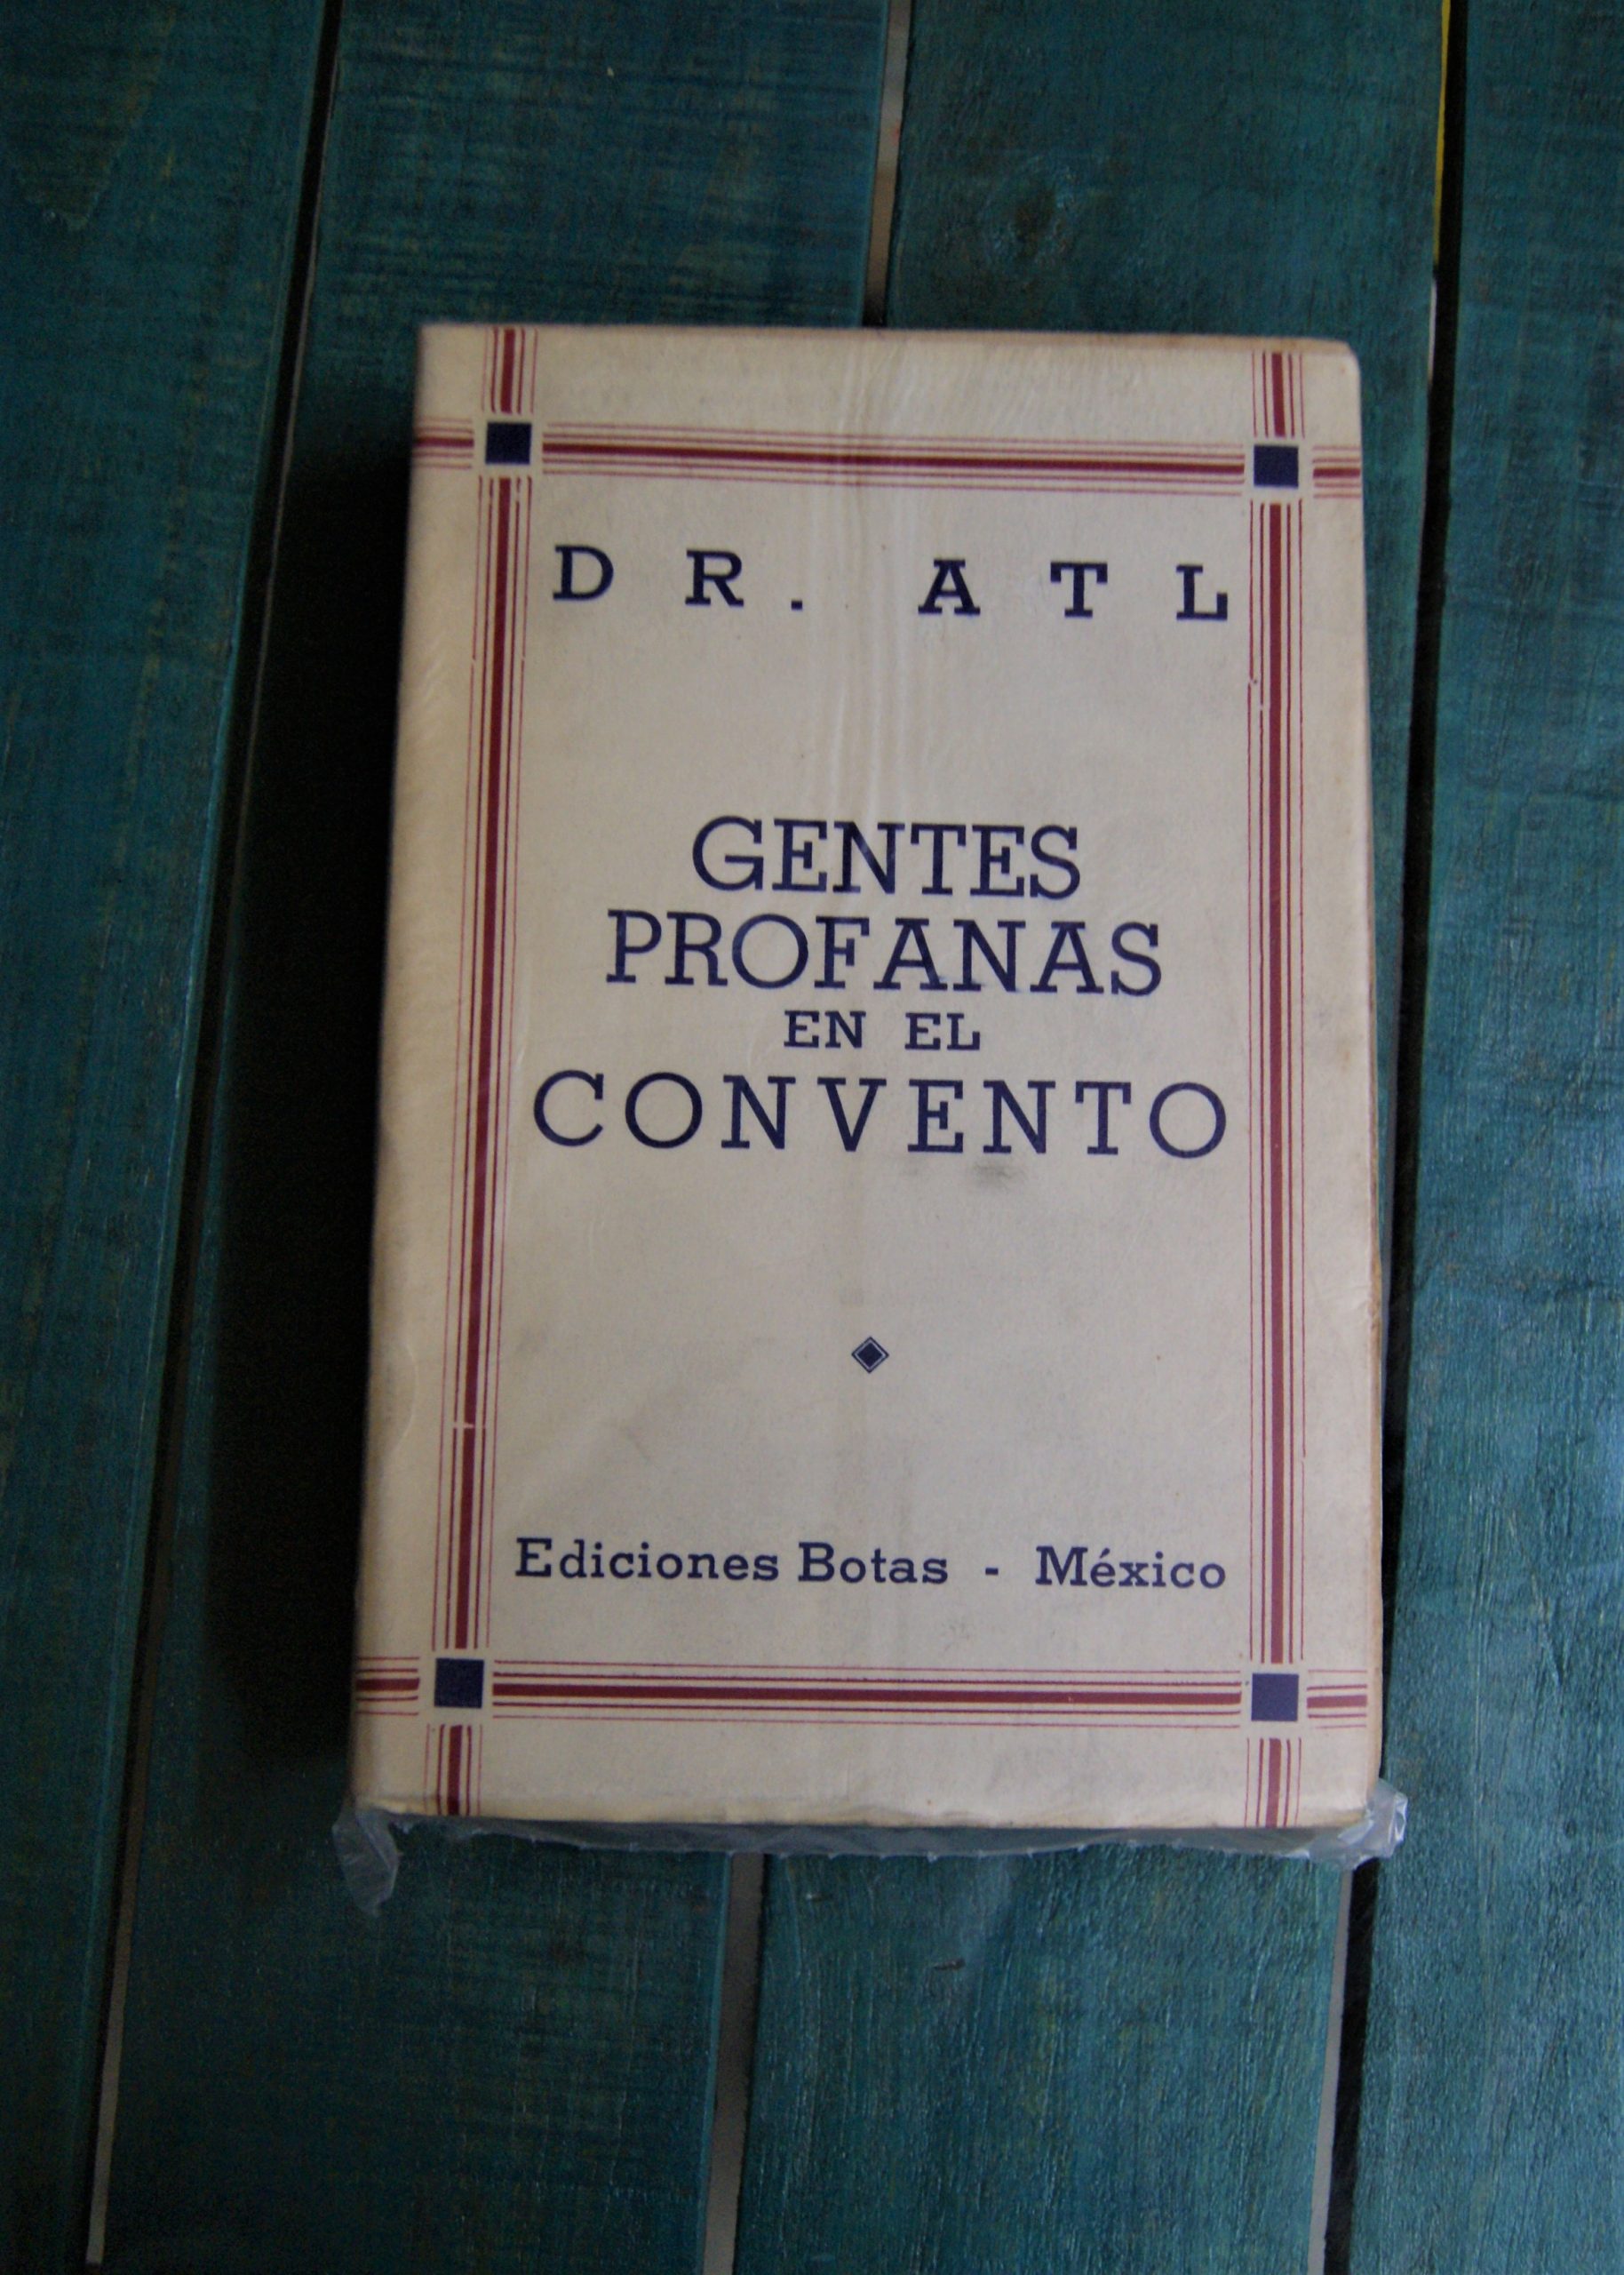 DR. ATL
GENTES
PROFANAS
EN EL
CONVENTO
Ediciones Botas - México